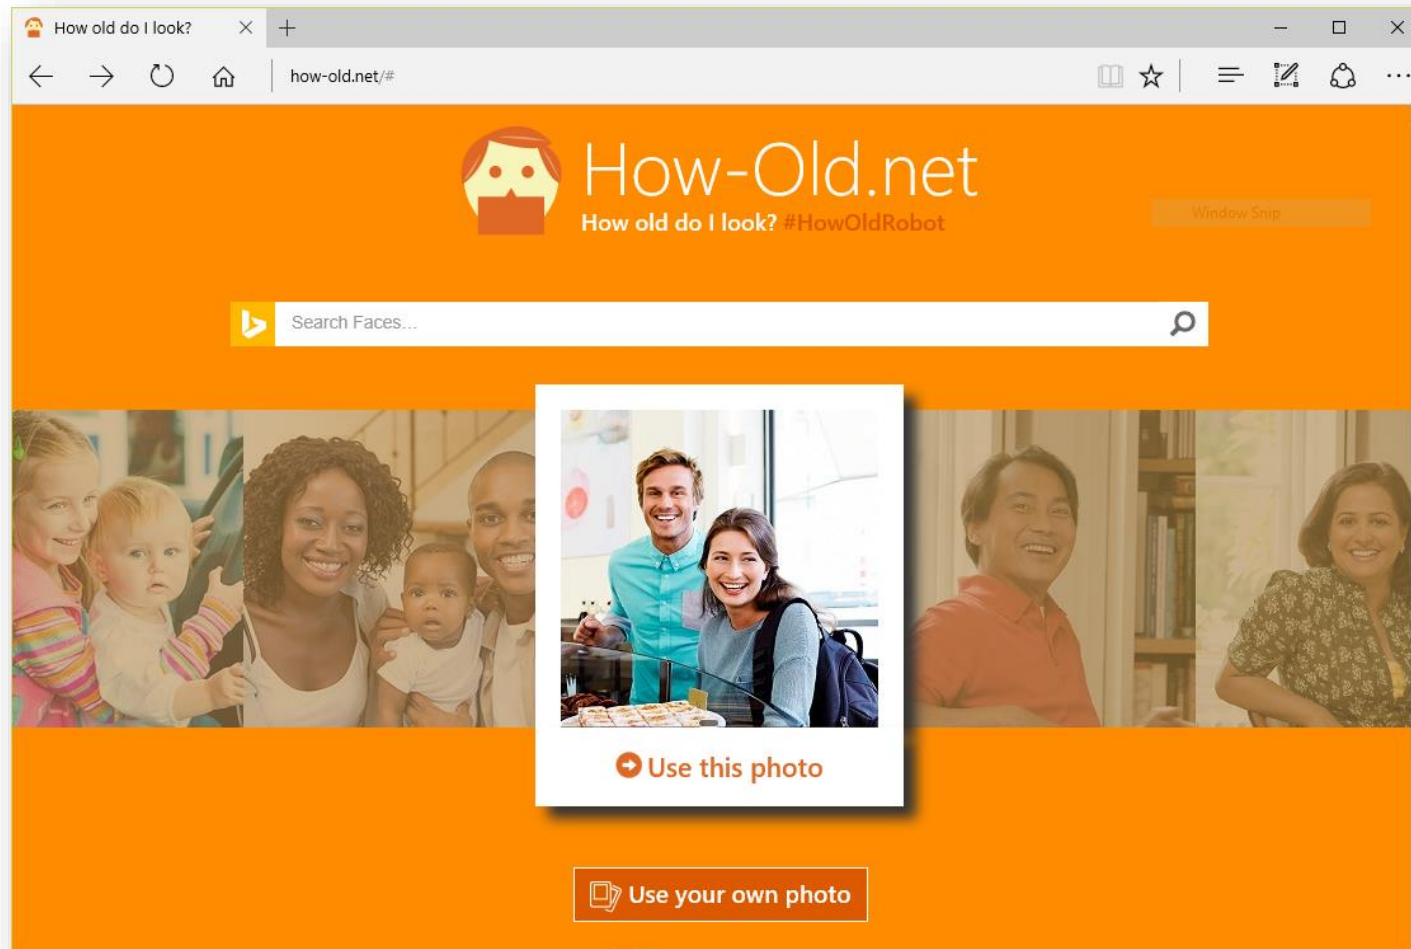 How old do I look?
how-old.net/#
How-Old.net
How old do I look? #HowOldRobot
Window Snip
Search Faces...
Use this photo
Use your own photo